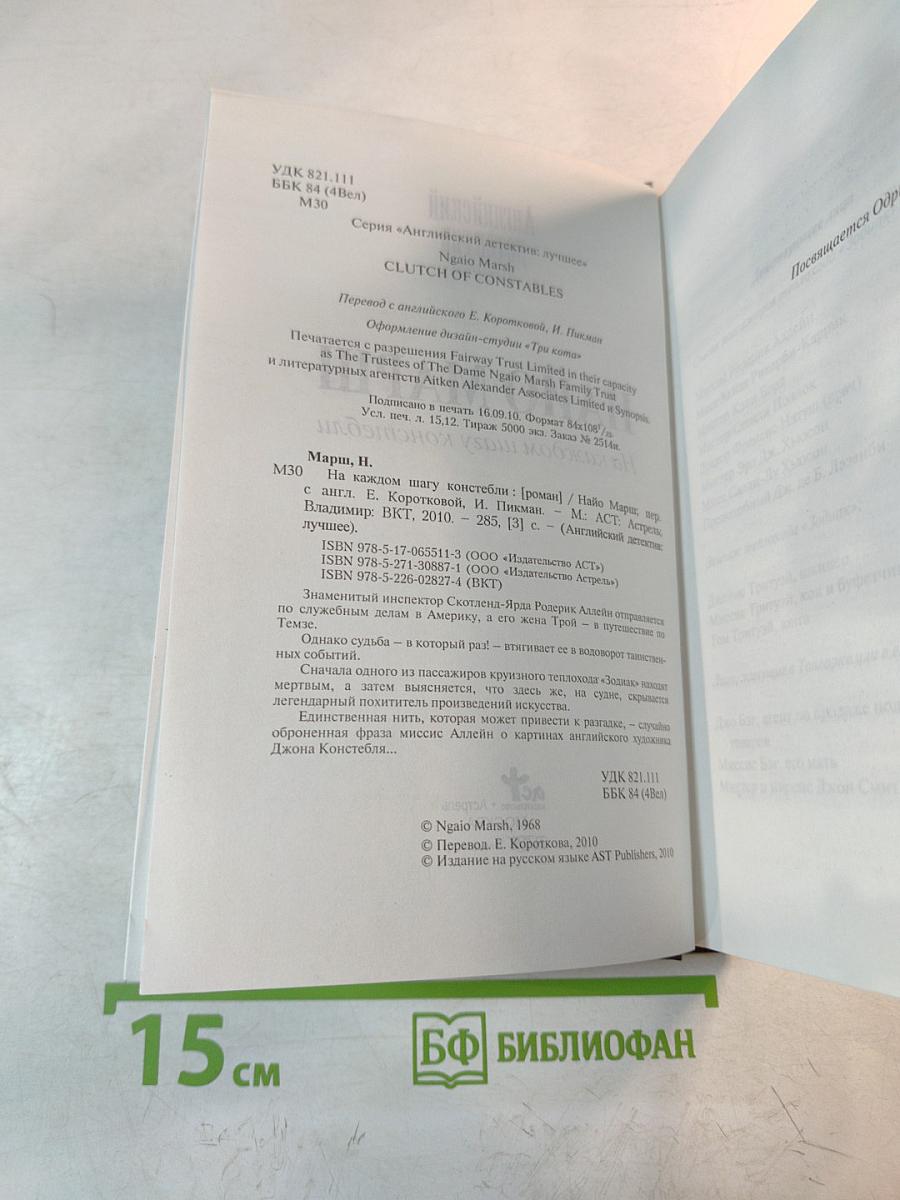 УДК 821.111
ББК 84 (4Вел)
М30
Серия «Английский детектив: лучшее»
Ngaio Marsh
CLUTCH OF CONSTABLES
Перевод с английского Е. Коротковой, И. Пикман
Оформление дизайн-студии «Три кота»
Печатается с разрешения Fairway Trust Limited in their capacity
as The Trustees of The Dame Ngaio Marsh Family Trust
и литературных агентств Aitken Alexander Associates Limited и Synopsis.
Подписано в печать 16.09.10. Формат 84x108 1/32.
Усл. печ. л. 15,12. Тираж 5000 экз. Заказ № 2514и.
Марш, Н.
М30 На каждом шагу констебли : [роман] / Найо Марш; пер.
с англ. Е. Коротковой, И. Пикман. – М.: АСТ: Астрель;
Владимир: ВКТ, 2010. – 285, [3] с. – (Английский детектив:
лучшее).
ISBN 978-5-17-065511-3 (ООО «Издательство АСТ»)
ISBN 978-5-271-30887-1 (ООО «Издательство Астрель»)
ISBN 978-5-226-02827-4 (ВКТ)
Знаменитый инспектор Скотленд-Ярда Родерик Аллейн отправляется
по служебным делам в Америку, а его жена Трой – в путешествие по
Темзе.
Однако судьба – в который раз! – втягивает ее в водоворот таинствен-
ных событий.
Сначала одного из пассажиров круизного теплохода «Зодиак» находят
мертвым, а затем выясняется, что здесь же, на судне, скрывается
легендарный похититель произведений искусства.
Единственная нить, которая может привести к разгадке, – случайно
оброненная фраза миссис Аллейн о картинах английского художника
Джона Констебля...
УДК 821.111
ББК 84 (4Вел)
© Ngaio Marsh, 1968
© Перевод. Е. Короткова, 2010
© Издание на русском языке AST Publishers, 2010
Посвящается Одре
15 см
БФ БИБЛИОФАН